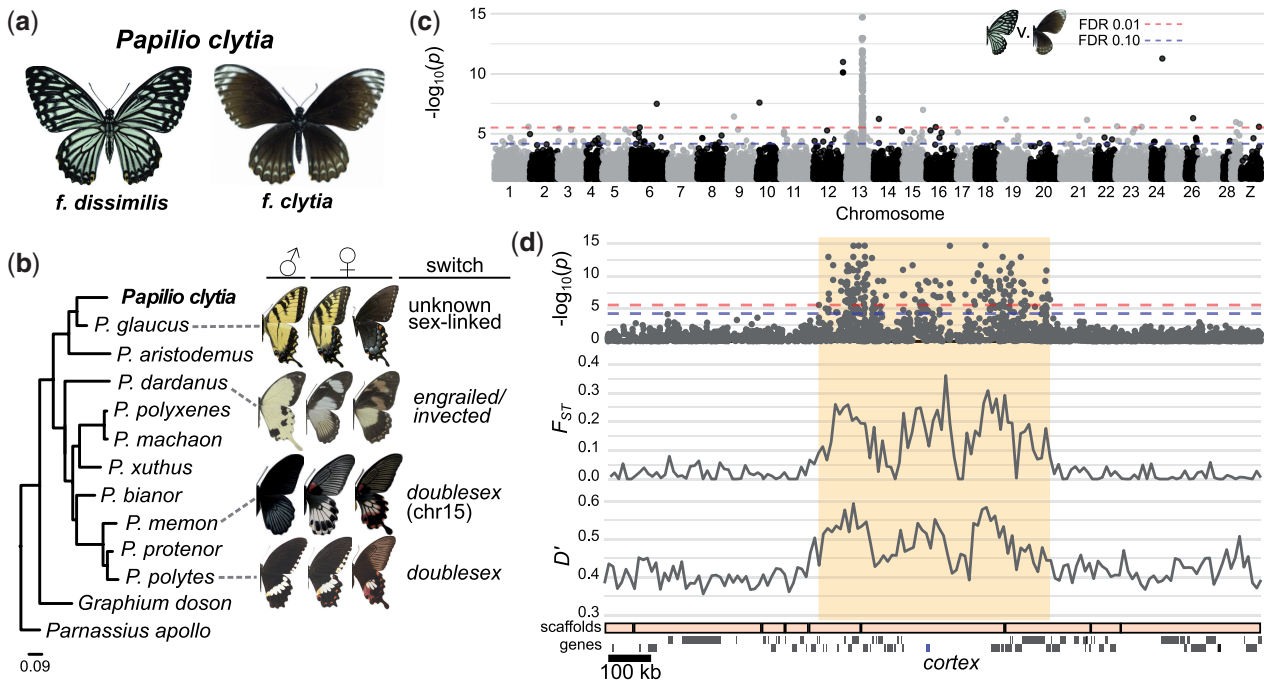 (a)
Papilio clytia
f. dissimilis
f. clytia
(b)
♂
♀
switch
Papilio clytia
P. glaucus
P. aristodemus
P. dardanus
P. polyxenes
P. machaon
P. xuthus
P. bianor
P. memon
P. protenor
P. polytes
Graphium doson
Parnassius apollo
0.09
unknown
sex-linked
engrailed/
invected
doublesex
(chr15)
doublesex
(c)
v.
FDR 0.01
FDR 0.10
-log10(p)
15
10
5
1 2 3 4 5 6 7 8 9 10 11 12 13 14 15 16 17 18 19 20 21 22 23 24 26 28 Z
Chromosome
(d)
-log10(p)
15
10
5
0
FST
0.4
0.3
0.2
0.1
0.0
D'
0.6
0.5
0.4
0.3
scaffolds
genes
100 kb
cortex